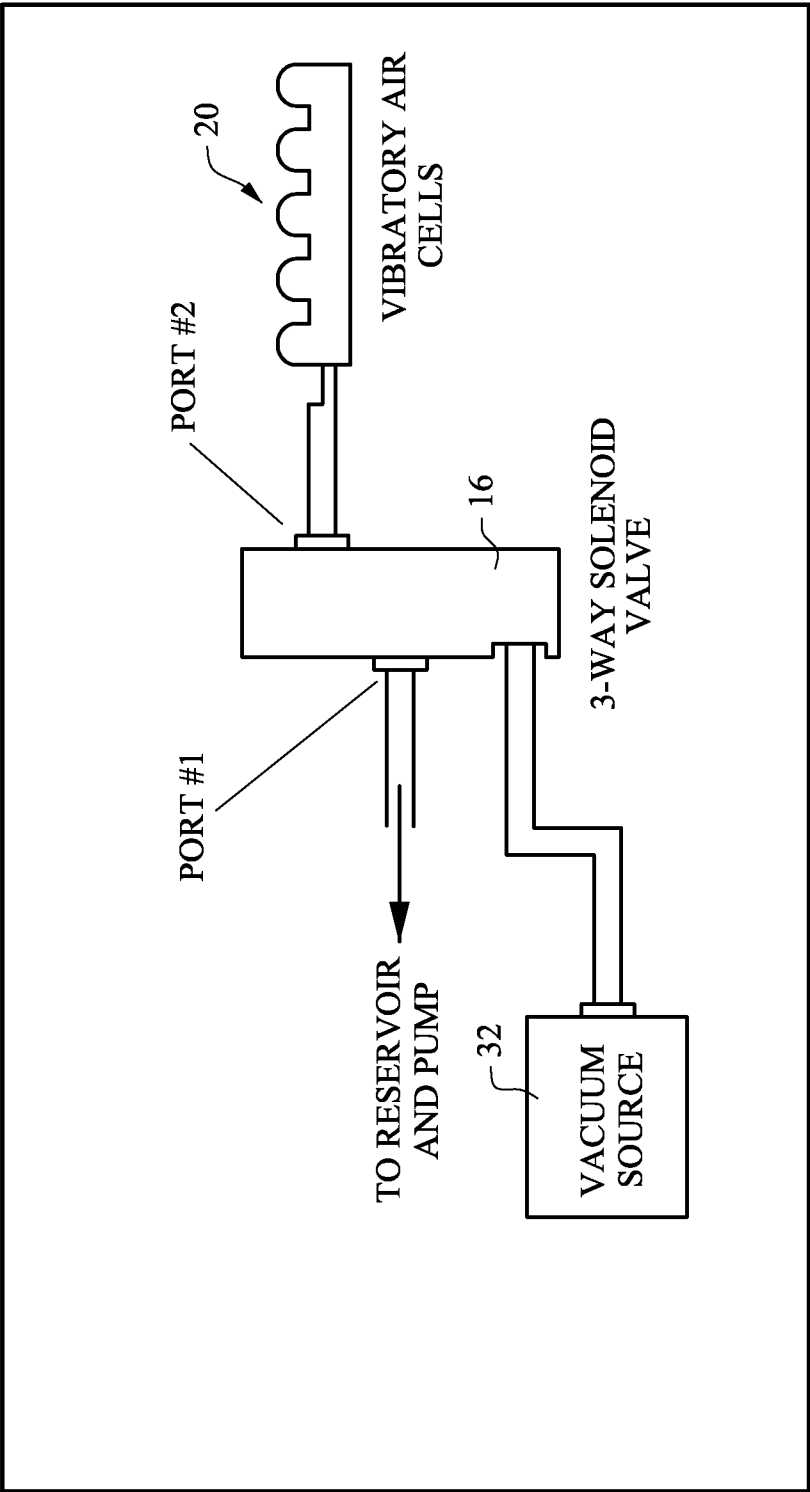 20
VIBRATORY AIR
CELLS
PORT #2
16
3-WAY SOLENOID
VALVE
PORT #1
TO RESERVOIR
AND PUMP
32
VACUUM
SOURCE